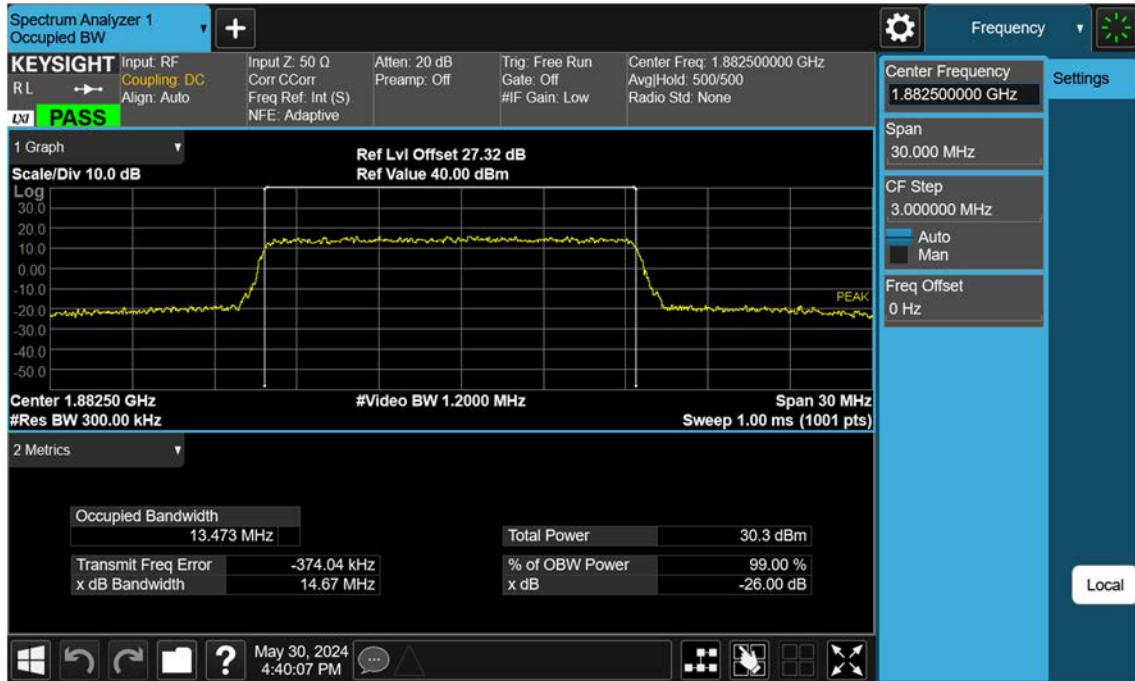 Spectrum Analyzer 1
Occupied BW
Frequency
KEYSIGHT
R L
LXI PASS
Input: RF
Coupling: DC
Align: Auto
Input Z: 50 Ω
Corr CCorr
Freq Ref: Int (S)
NFE: Adaptive
Atten: 20 dB
Preamp: Off
Trig: Free Run
Gate: Off
#IF Gain: Low
Center Freq: 1.882500000 GHz
Avg|Hold: 500/500
Radio Std: None
1 Graph
Scale/Div 10.0 dB
Ref Lvl Offset 27.32 dB
Ref Value 40.00 dBm
Log
30.0
20.0
10.0
0.00
-10.0
-20.0
-30.0
-40.0
-50.0
PEAK
Center 1.88250 GHz
#Video BW 1.2000 MHz
Span 30 MHz
#Res BW 300.00 kHz
Sweep 1.00 ms (1001 pts)
2 Metrics
Occupied Bandwidth
13.473 MHz
Total Power 30.3 dBm
Transmit Freq Error -374.04 kHz
% of OBW Power 99.00 %
x dB Bandwidth 14.67 MHz
x dB -26.00 dB
?
May 30, 2024
4:40:07 PM
Center Frequency
1.882500000 GHz
Settings
Span
30.000 MHz
CF Step
3.000000 MHz
Auto
Man
Freq Offset
0 Hz
Local